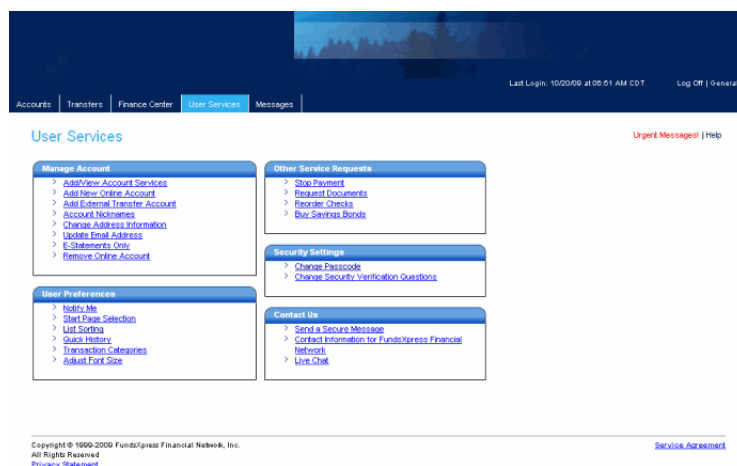 Last Login: 10/20/09 at 06:51 AM CDT Log Off | General
Accounts Transfers Finance Center User Services Messages
User Services
Urgent Messages! | Help
Manage Account
> Add/View Account Services
> Add New Online Account
> Add External Transfer Account
> Account Nicknames
> Change Address Information
> Update Email Address
> E-Statements Only
> Remove Online Account
User Preferences
> Notify Me
> Start Page Selection
> List Sorting
> Quick History
> Transaction Categories
> Adjust Font Size
Other Service Requests
> Stop Payment
> Request Documents
> Reorder Checks
> Buy Savings Bonds
Security Settings
> Change Passcode
> Change Security Verification Questions
Contact Us
> Send a Secure Message
> Contact Information for FundsXpress Financial
Network
> Live Chat
Copyright © 1999-2009 FundsXpress Financial Network, Inc.
All Rights Reserved
Privacy Statement
Service Agreement